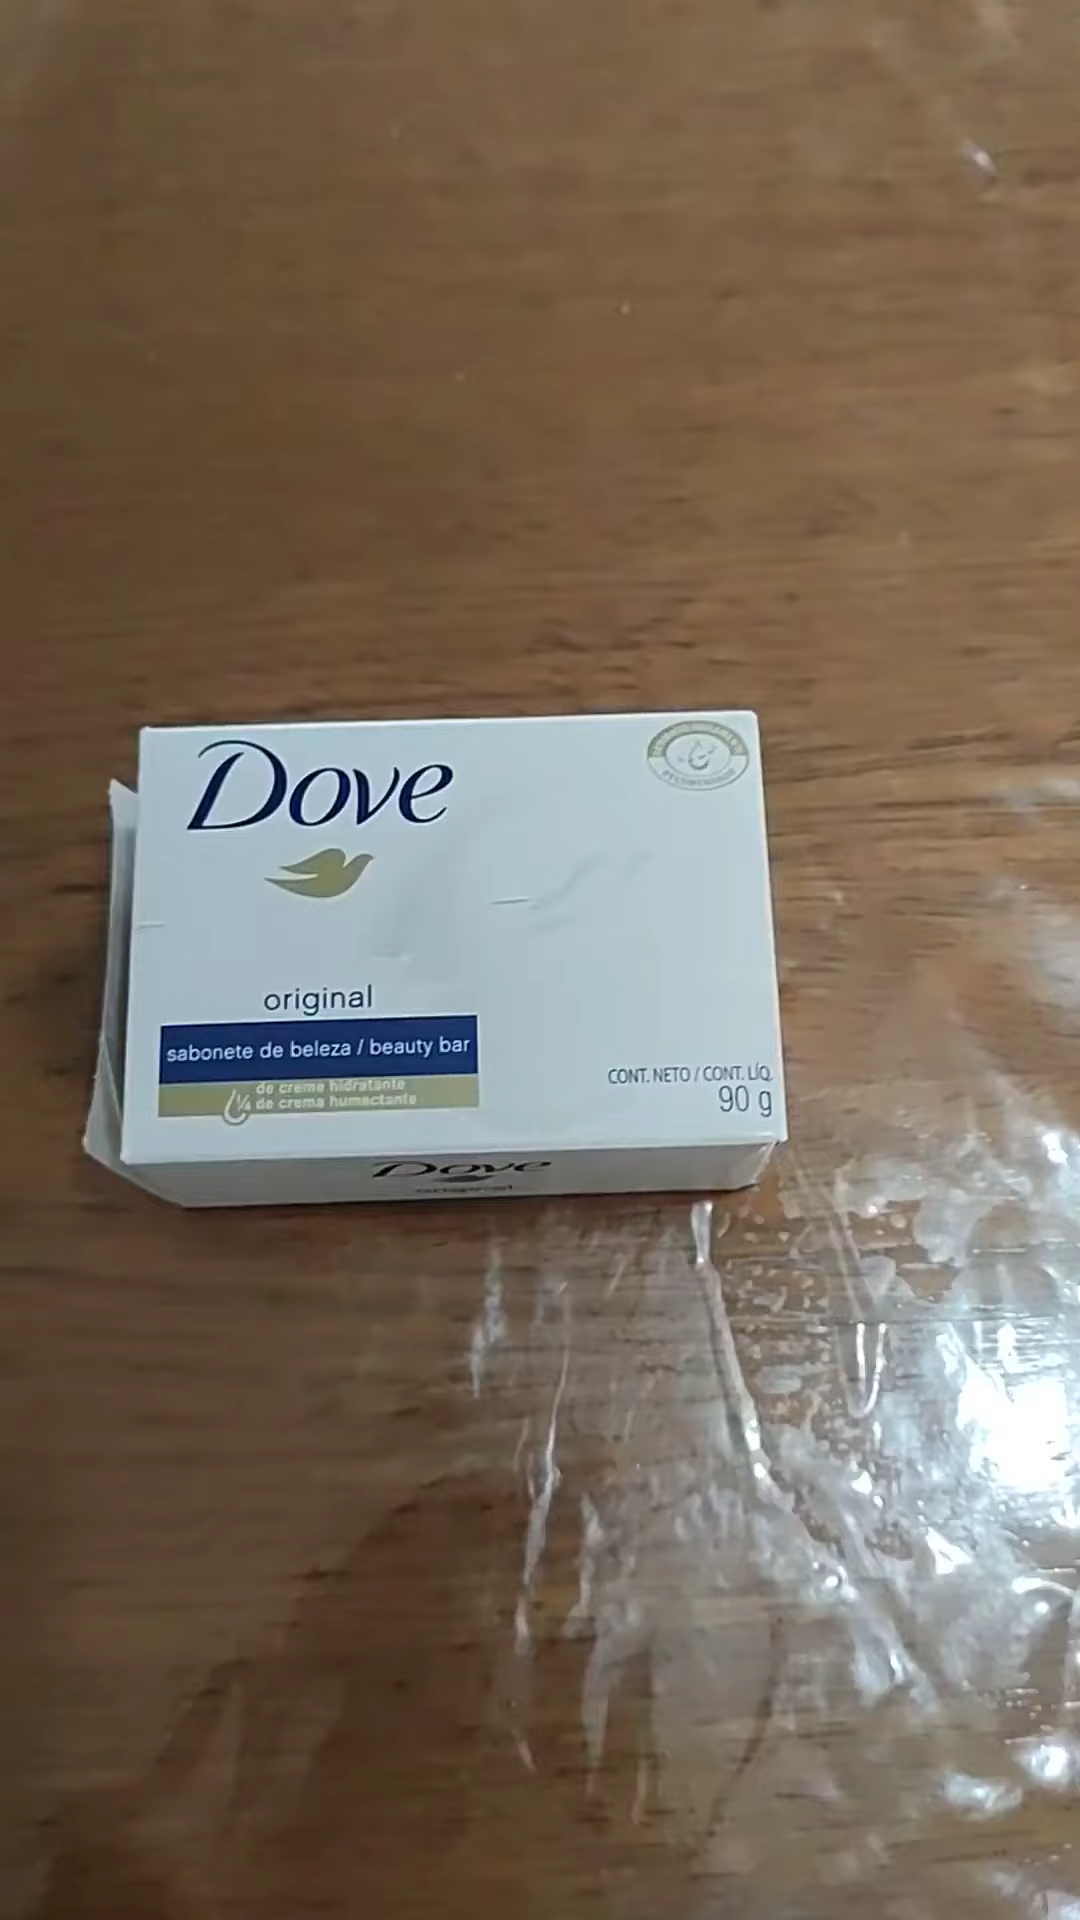 Dove
original
sabonete de beleza / beauty bar
de creme hidratante
¼ de crema humectante
CONT. NETO / CONT. LÍQ.
90 g
Dove
original